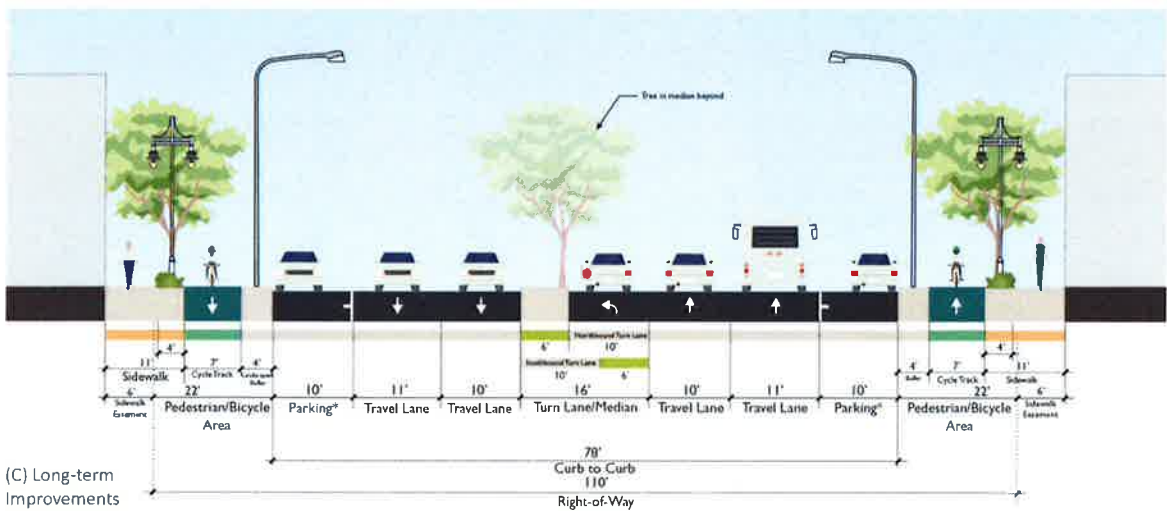 Tree in median beyond
6' Northbound Turn Lane
10'
Southbound Turn Lane
10' 6'
4' 4'
11' 7' 4' 4' 7' 11'
Sidewalk Cycle Track Buffer Cycle Track Sidewalk
6' 22' 10' 11' 10' 16' 10' 11' 10' 22' 6'
Sidewalk Easement Pedestrian/Bicycle Area Parking* Travel Lane Travel Lane Turn Lane/Median Travel Lane Travel Lane Parking* Pedestrian/Bicycle Area Sidewalk Easement
78'
Curb to Curb
110'
Right-of-Way
(C) Long-term
Improvements